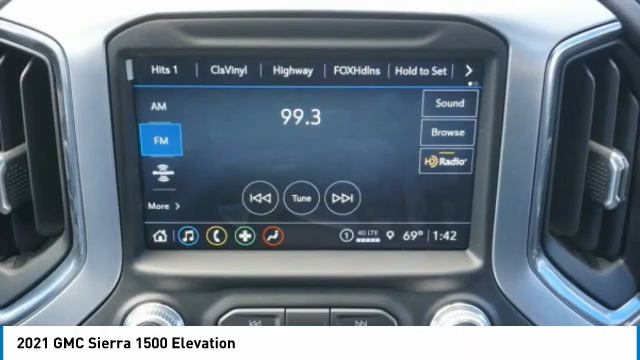 Hits 1 ClsVinyl Highway FOXHdlns Hold to Set
AM
99.3
Sound
FM
Browse
HD Radio
SiriusXM
Tune
More
1 4G LTE 69° 1:42
2021 GMC Sierra 1500 Elevation